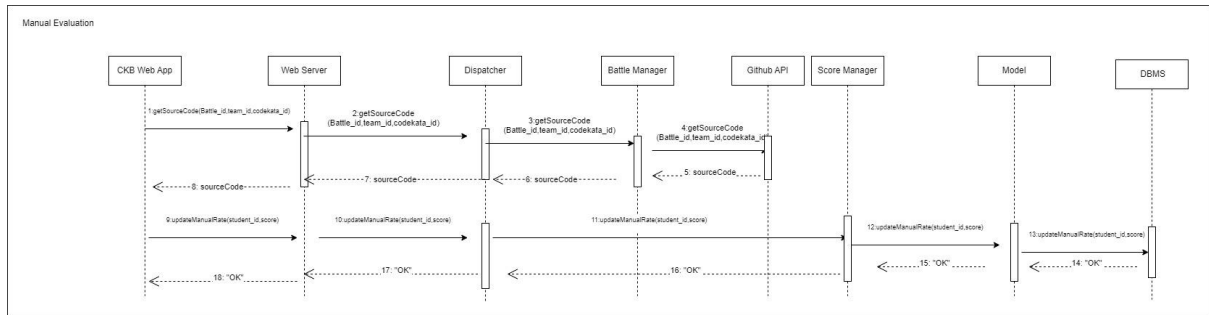 Manual Evaluation
CKB Web App
Web Server
Dispatcher
Battle Manager
Github API
Score Manager
Model
DBMS
1:getSourceCode(Battle_id,team_id,codekata_id)
2:getSourceCode
(Battle_id,team_id,codekata_id)
3:getSourceCode
(Battle_id,team_id,codekata_id)
4:getSourceCode
(Battle_id,team_id,codekata_id)
5: sourceCode
6: sourceCode
7: sourceCode
8: sourceCode
9:updateManualRate(student_id,score)
10:updateManualRate(student_id,score)
11:updateManualRate(student_id,score)
12:updateManualRate(student_id,score)
13:updateManualRate(student_id,score)
14: "OK"
15: "OK"
16: "OK"
17: "OK"
18: "OK"